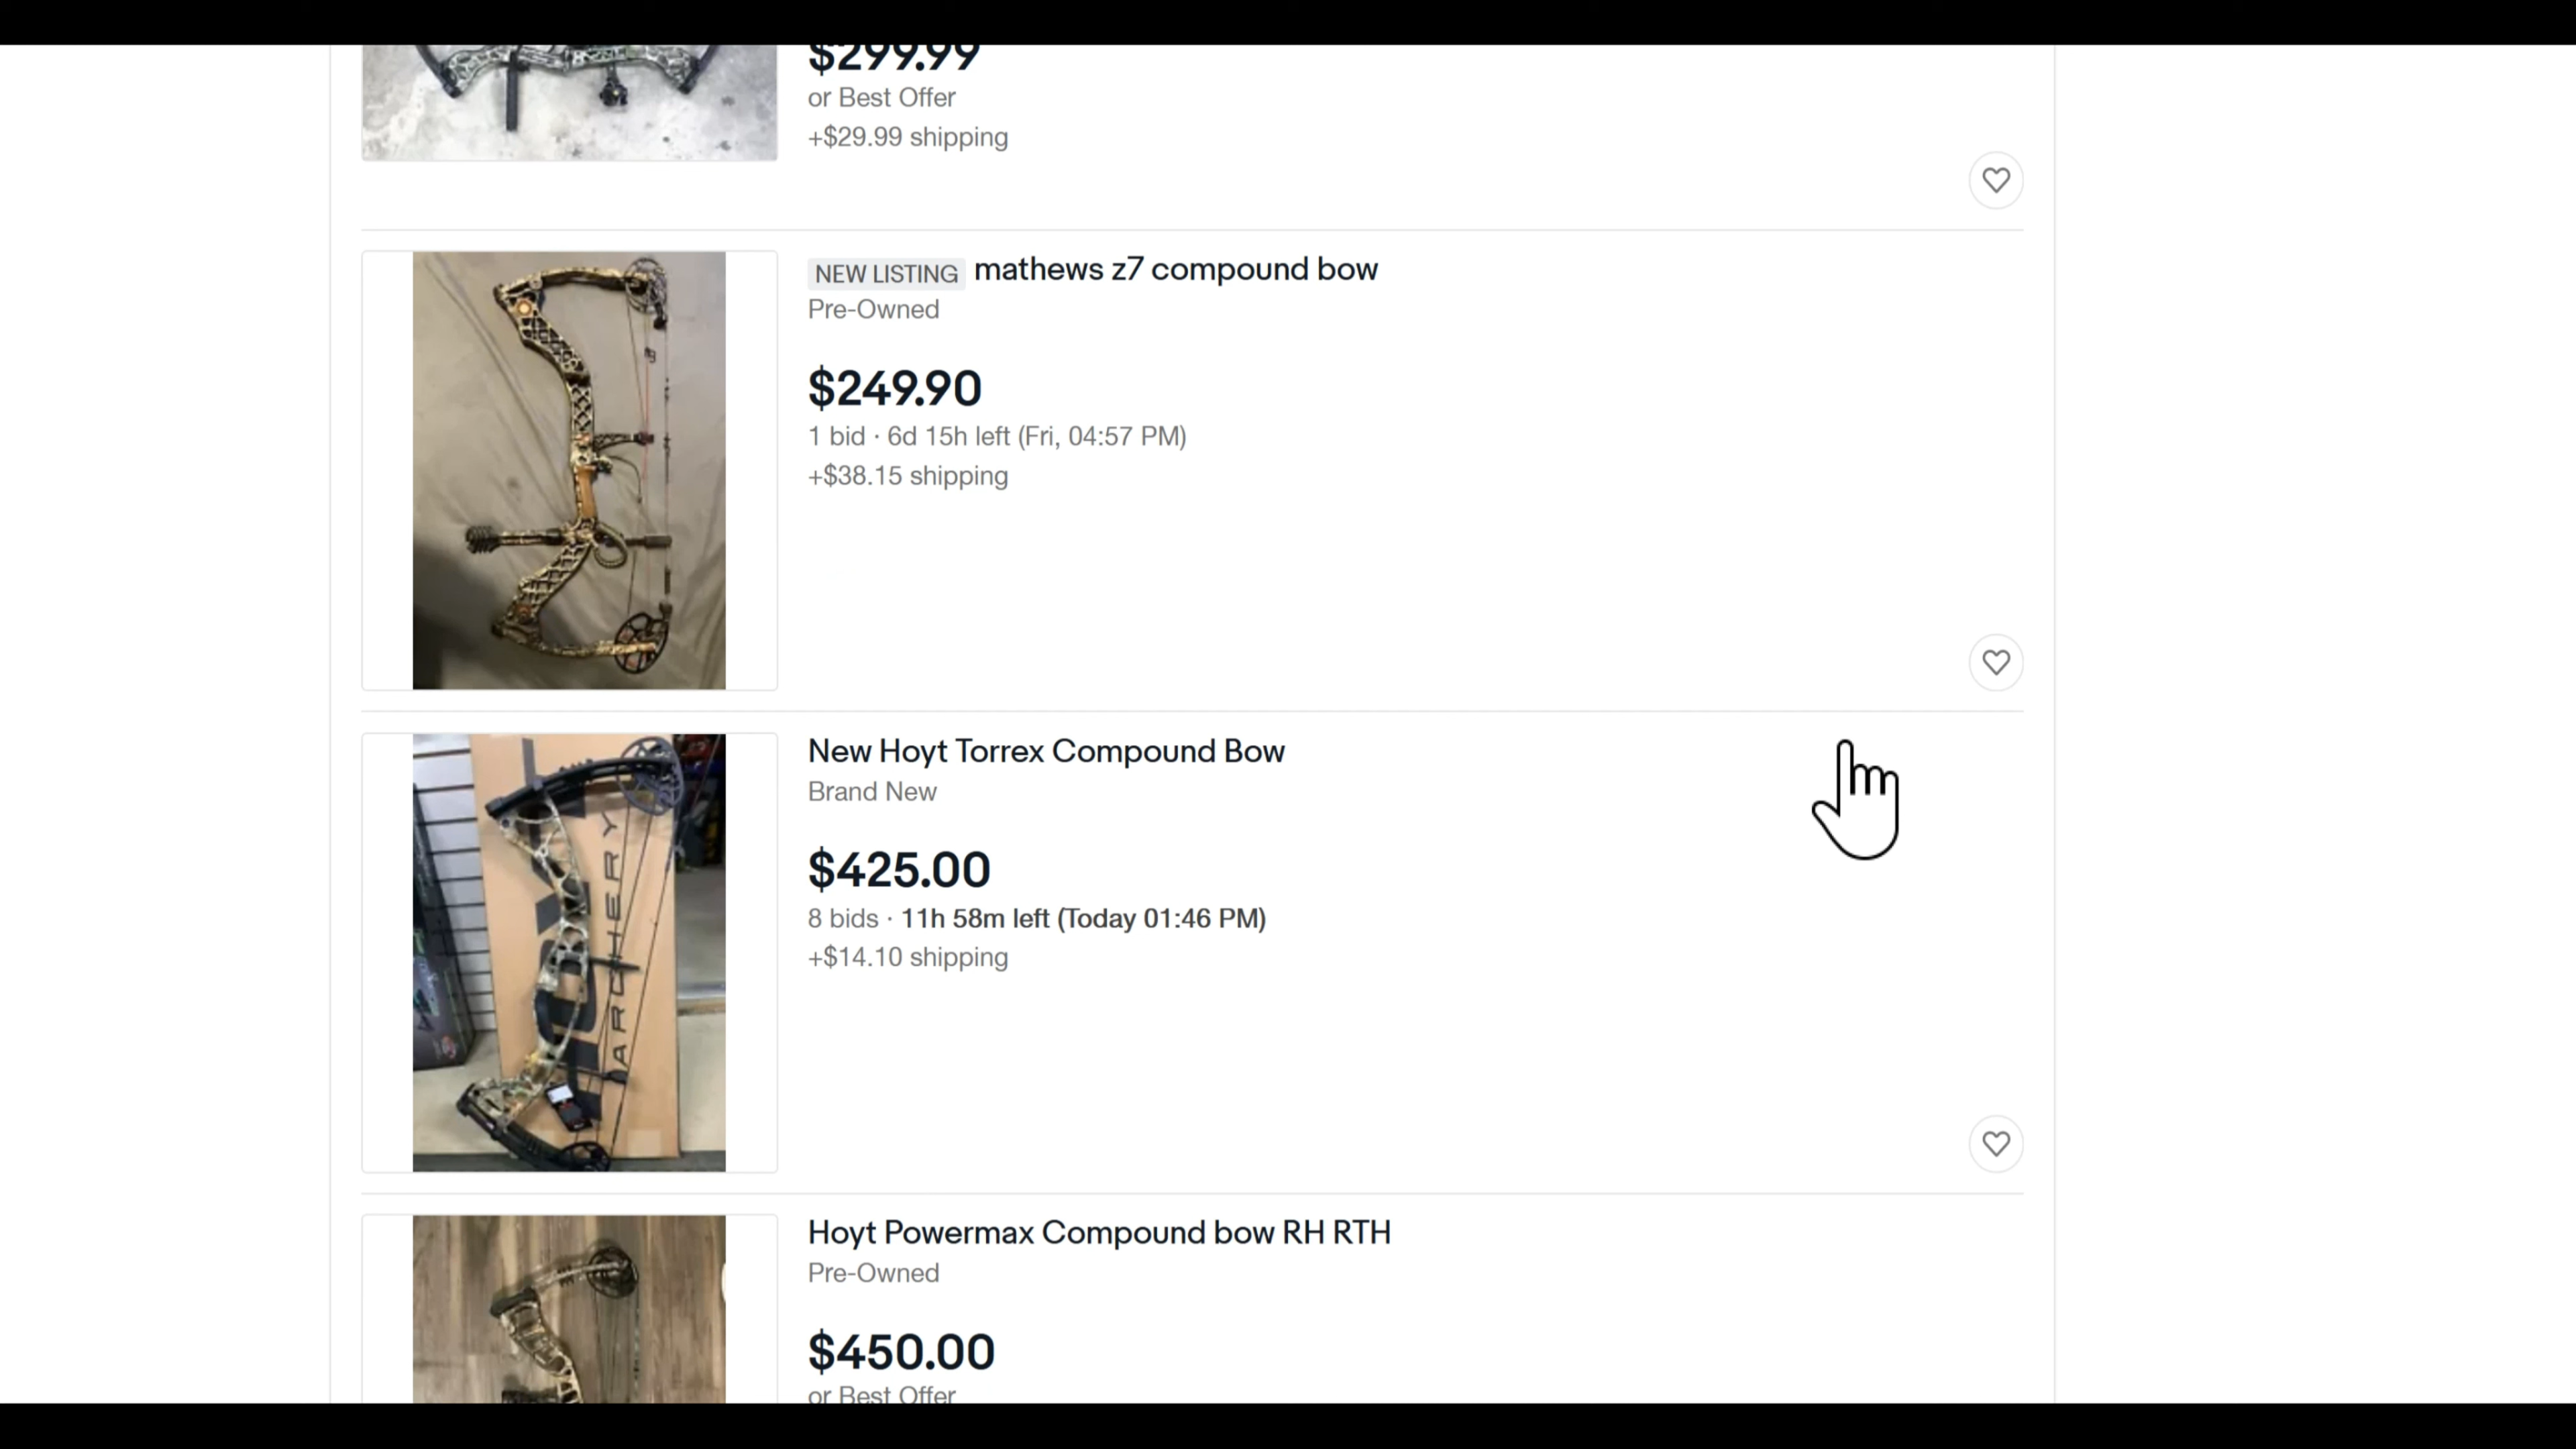 $299.99
or Best Offer
+$29.99 shipping
NEW LISTING mathews z7 compound bow
Pre-Owned
$249.90
1 bid · 6d 15h left (Fri, 04:57 PM)
+$38.15 shipping
New Hoyt Torrex Compound Bow
Brand New
$425.00
8 bids · 11h 58m left (Today 01:46 PM)
+$14.10 shipping
ARCHERY
Hoyt Powermax Compound bow RH RTH
Pre-Owned
$450.00
or Best Offer